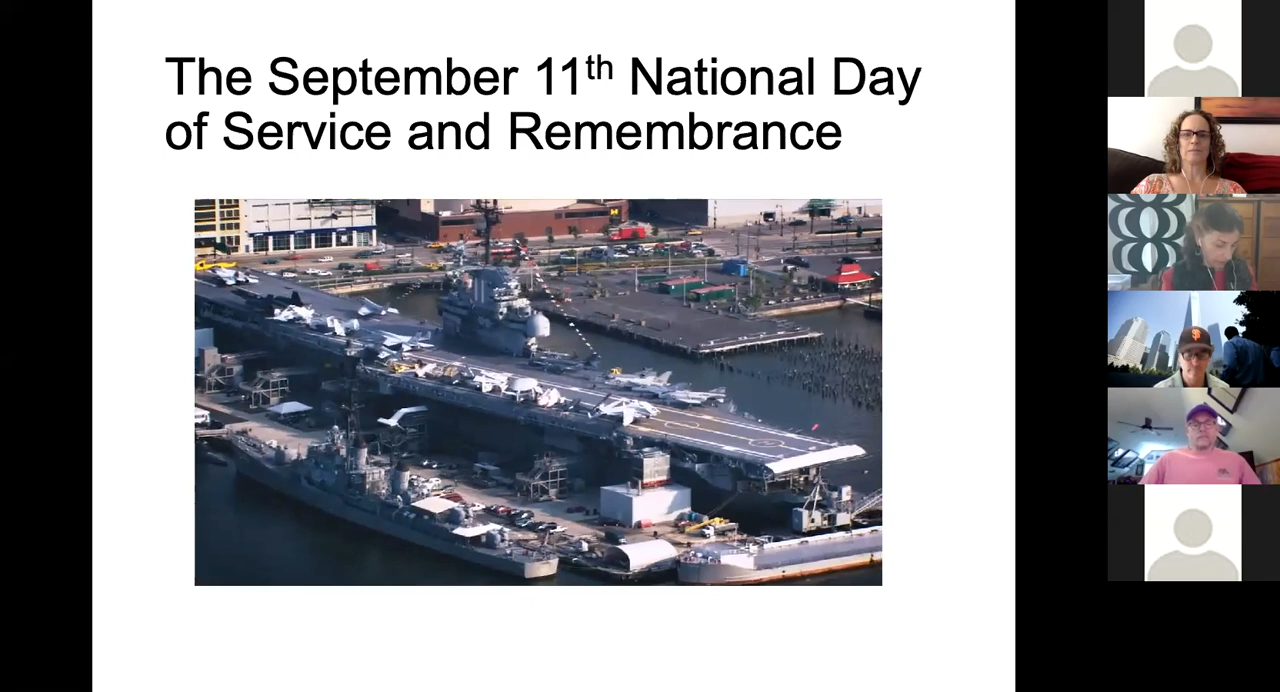 The September 11th National Day
of Service and Remembrance